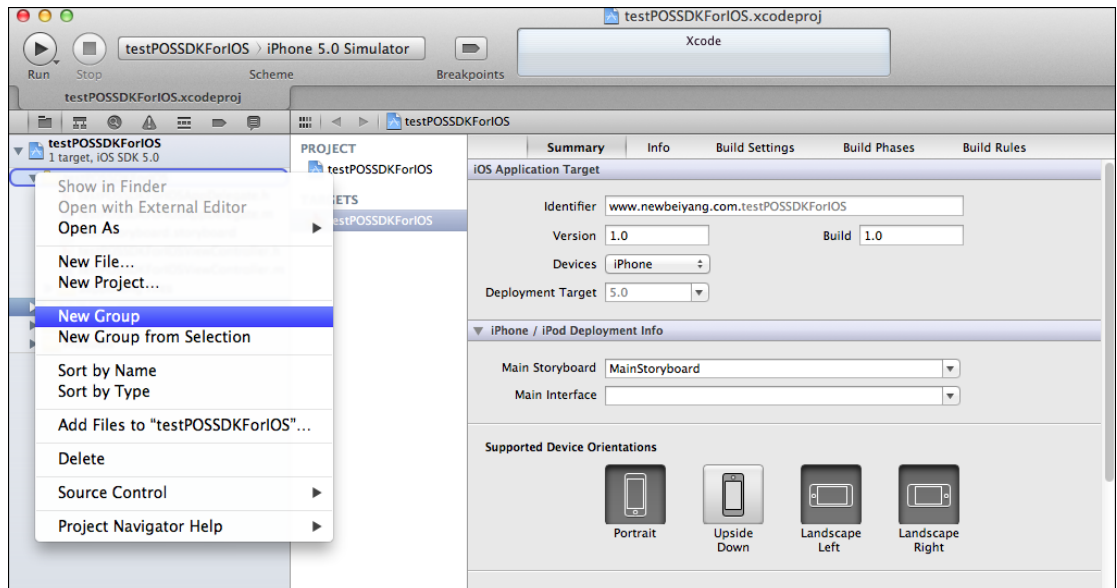 testPOSSDKForIOS.xcodeproj
testPOSSDKForIOS › iPhone 5.0 Simulator
Xcode
Run Stop Scheme Breakpoints
testPOSSDKForIOS.xcodeproj
testPOSSDKForIOS
testPOSSDKForIOS
1 target, iOS SDK 5.0
PROJECT
testPOSSDKForIOS
ETS
estPOSSDKForIOS
Show in Finder
Open with External Editor
Open As
New File...
New Project...
New Group
New Group from Selection
Sort by Name
Sort by Type
Add Files to “testPOSSDKForIOS”...
Delete
Source Control
Project Navigator Help
Summary Info Build Settings Build Phases Build Rules
iOS Application Target
Identifier www.newbeiyang.com.testPOSSDKForIOS
Version 1.0 Build 1.0
Devices iPhone
Deployment Target 5.0
iPhone / iPod Deployment Info
Main Storyboard MainStoryboard
Main Interface
Supported Device Orientations
Portrait
Upside Down
Landscape Left
Landscape Right